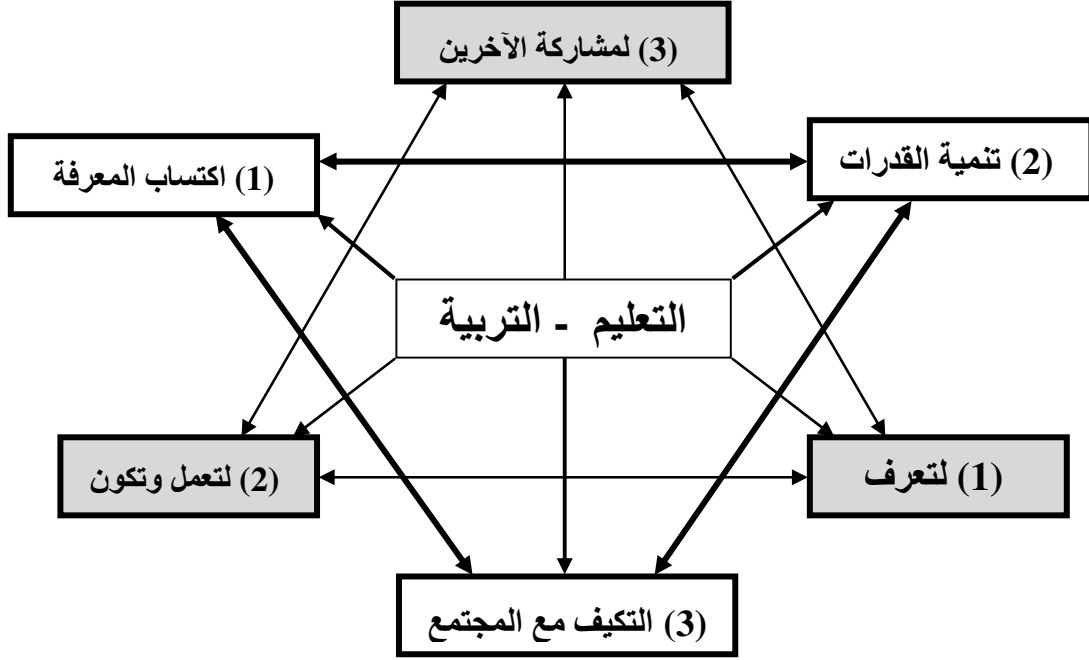 (3) لمشاركة الآخرين
(2) تنمية القدرات
(1) اكتساب المعرفة
التعليم - التربية
(1) لتعرف
(2) لتعمل وتكون
(3) التكيف مع المجتمع